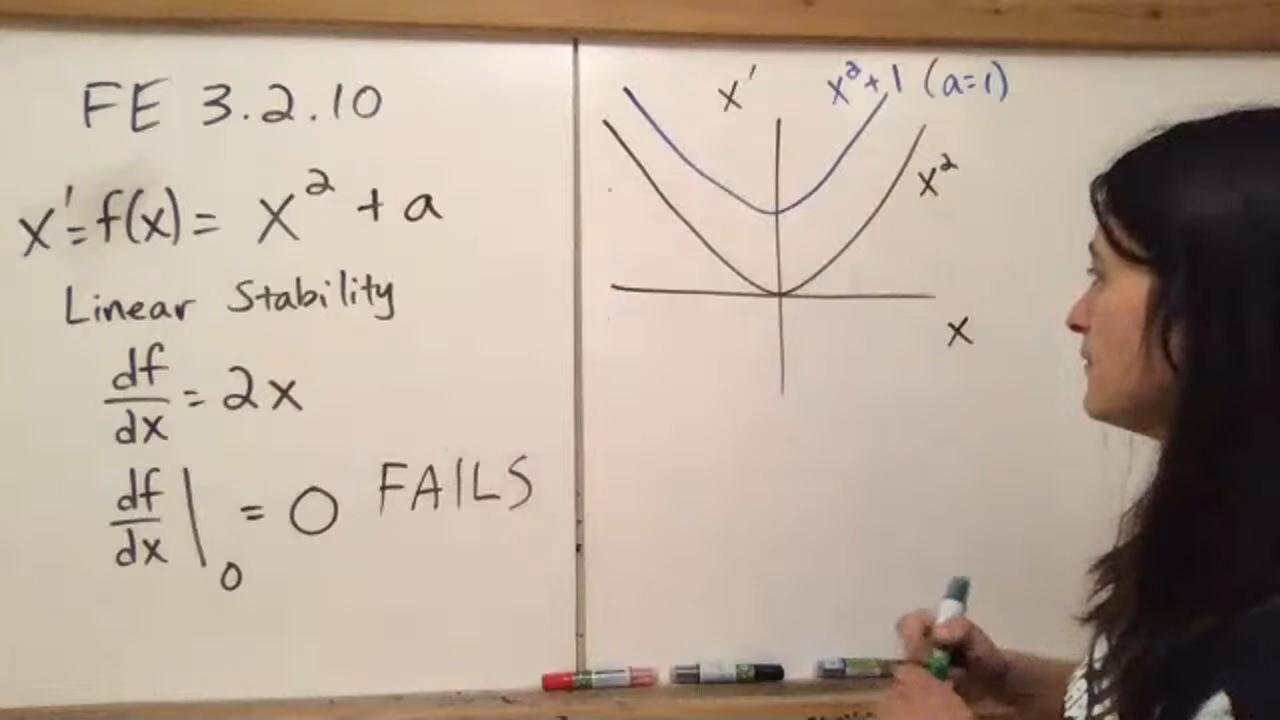 FE 3.2.10
x' = f(x) = x² + a
Linear Stability
df/dx = 2x
df/dx |₀ = 0 FAILS
x'
x² + 1 (a=1)
x²
x